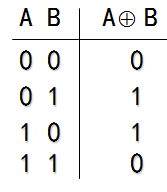 A B A⊕ B
0 0 0
0 1 1
1 0 1
1 1 0